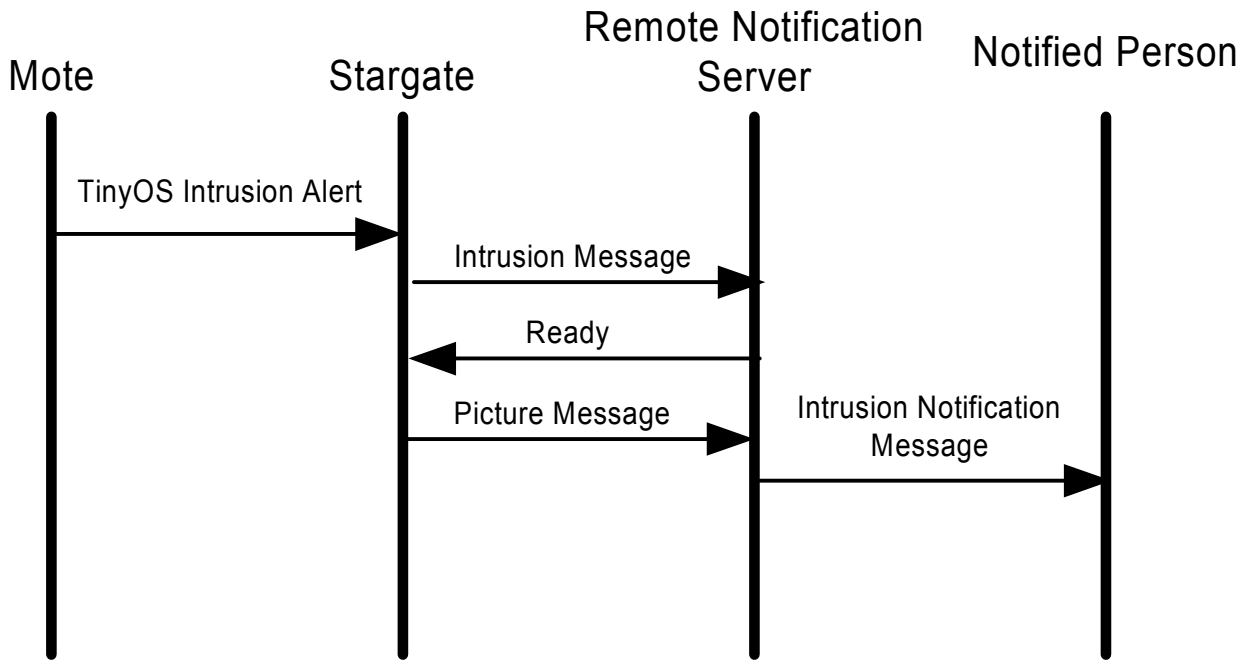 Mote
Stargate
Remote Notification
Server
Notified Person
TinyOS Intrusion Alert
Intrusion Message
Ready
Picture Message
Intrusion Notification
Message